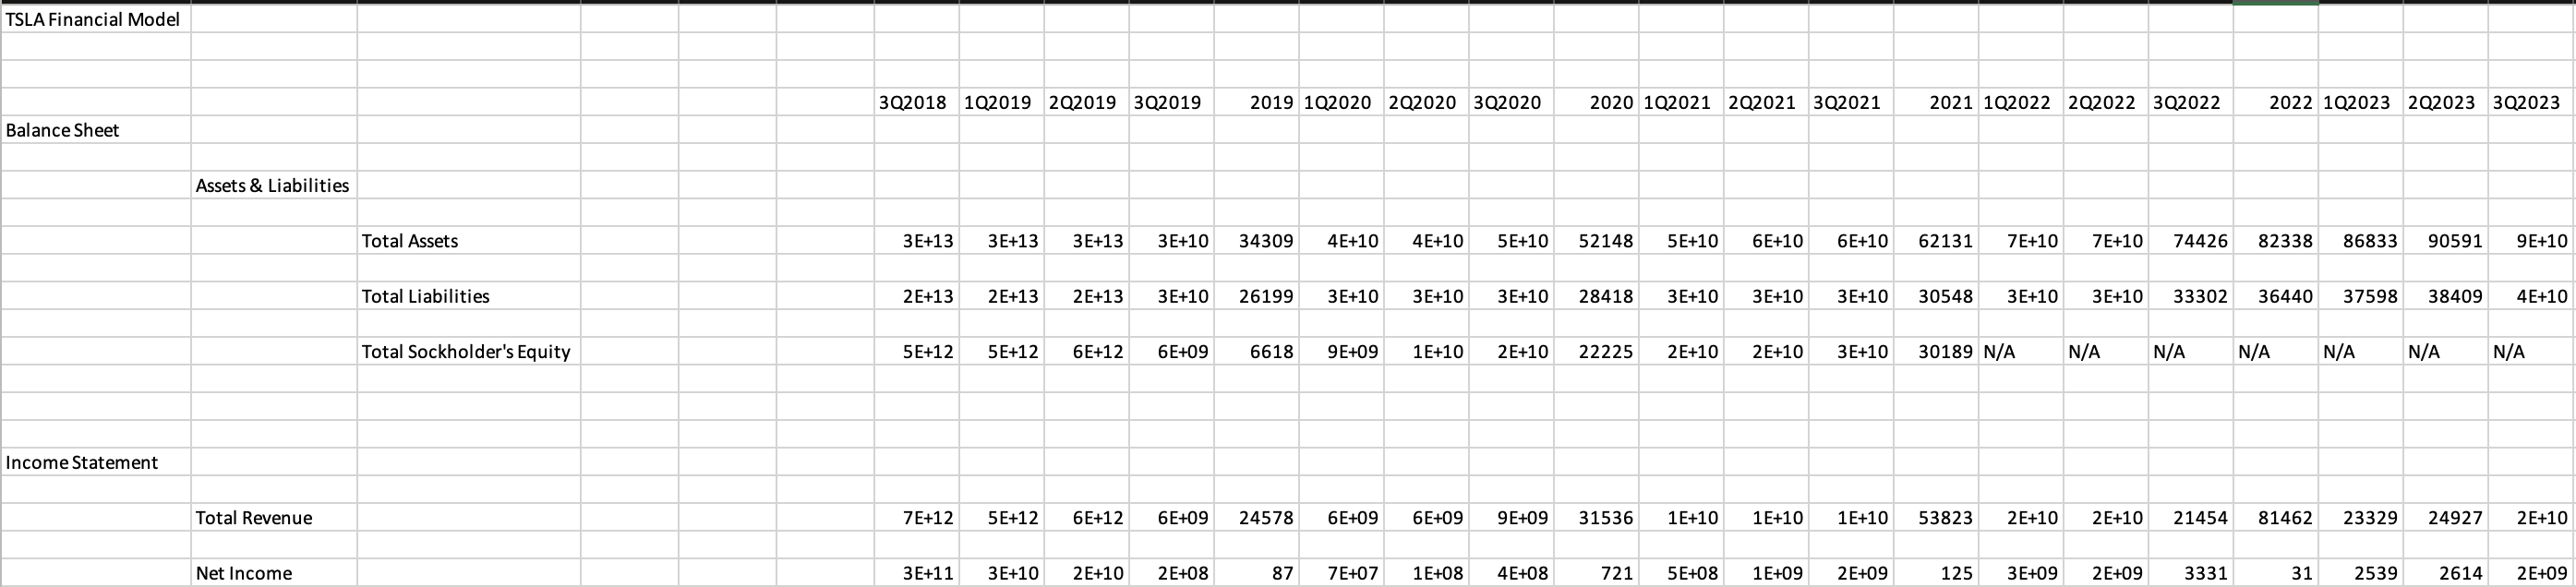 TSLA Financial Model
3Q2018 1Q2019 2Q2019 3Q2019 2019 1Q2020 2Q2020 3Q2020 2020 1Q2021 2Q2021 3Q2021 2021 1Q2022 2Q2022 3Q2022 2022 1Q2023 2Q2023 3Q2023
Balance Sheet
Assets & Liabilities
Total Assets 3E+13 3E+13 3E+13 3E+10 34309 4E+10 4E+10 5E+10 52148 5E+10 6E+10 6E+10 62131 7E+10 7E+10 74426 82338 86833 90591 9E+10
Total Liabilities 2E+13 2E+13 2E+13 3E+10 26199 3E+10 3E+10 3E+10 28418 3E+10 3E+10 3E+10 30548 3E+10 3E+10 33302 36440 37598 38409 4E+10
Total Sockholder's Equity 5E+12 5E+12 6E+12 6E+09 6618 9E+09 1E+10 2E+10 22225 2E+10 2E+10 3E+10 30189 N/A N/A N/A N/A N/A N/A N/A
Income Statement
Total Revenue 7E+12 5E+12 6E+12 6E+09 24578 6E+09 6E+09 9E+09 31536 1E+10 1E+10 1E+10 53823 2E+10 2E+10 21454 81462 23329 24927 2E+10
Net Income 3E+11 3E+10 2E+10 2E+08 87 7E+07 1E+08 4E+08 721 5E+08 1E+09 2E+09 125 3E+09 2E+09 3331 31 2539 2614 2E+09